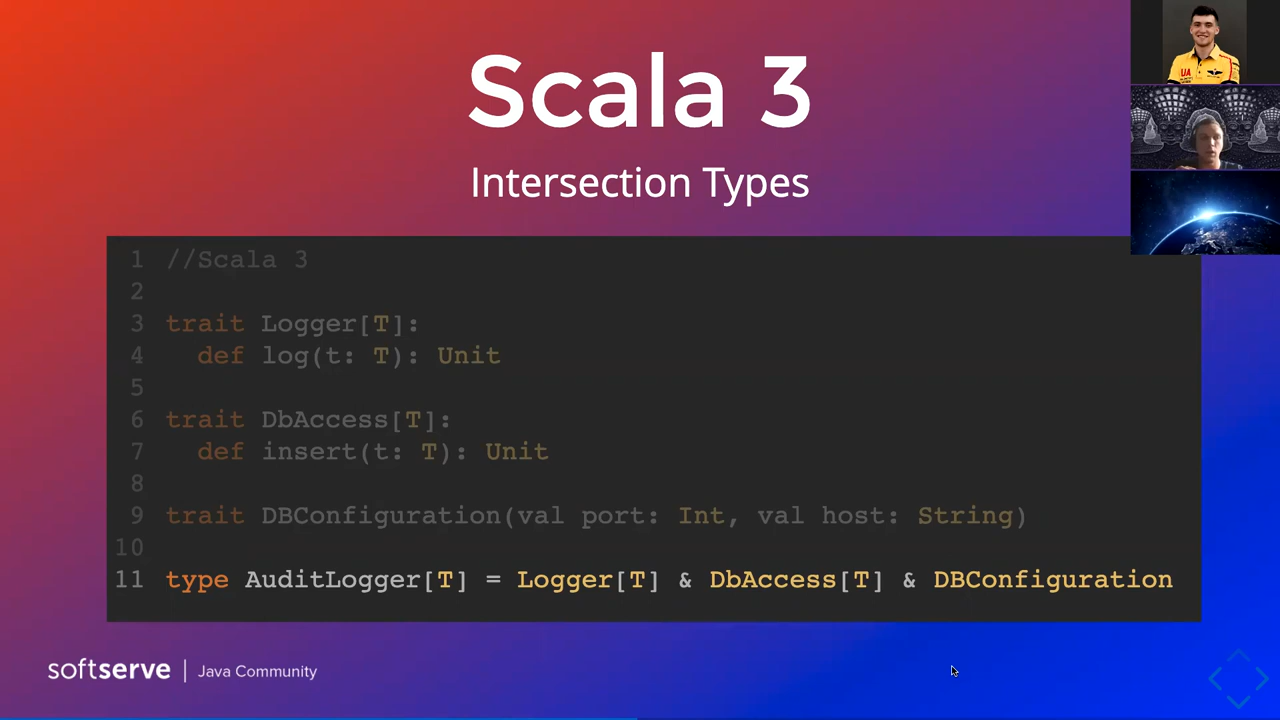 Scala 3
Intersection Types
1 //Scala 3
2
3 trait Logger[T]:
4   def log(t: T): Unit
5
6 trait DbAccess[T]:
7   def insert(t: T): Unit
8
9 trait DBConfiguration(val port: Int, val host: String)
10
11 type AuditLogger[T] = Logger[T] & DbAccess[T] & DBConfiguration
softserve | Java Community
UA